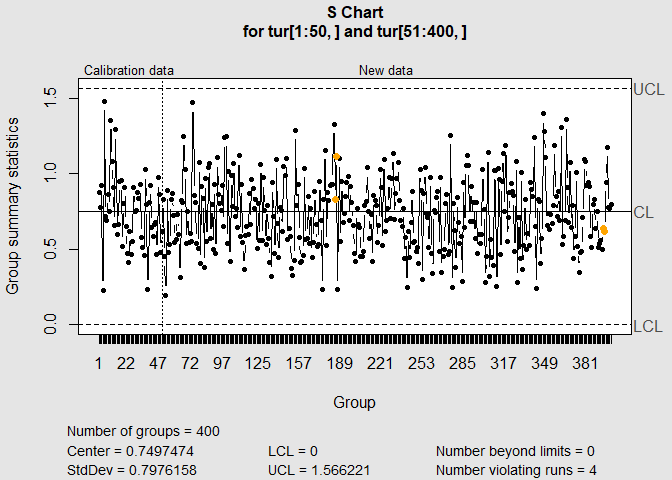 S Chart
for tur[1:50, ] and tur[51:400, ]
Calibration data New data
Group summary statistics
1.5
1.0
0.5
0.0
UCL
CL
LCL
1 22 47 72 97 125 157 189 221 253 285 317 349 381
Group
Number of groups = 400
Center = 0.7497474 LCL = 0 Number beyond limits = 0
StdDev = 0.7976158 UCL = 1.566221 Number violating runs = 4